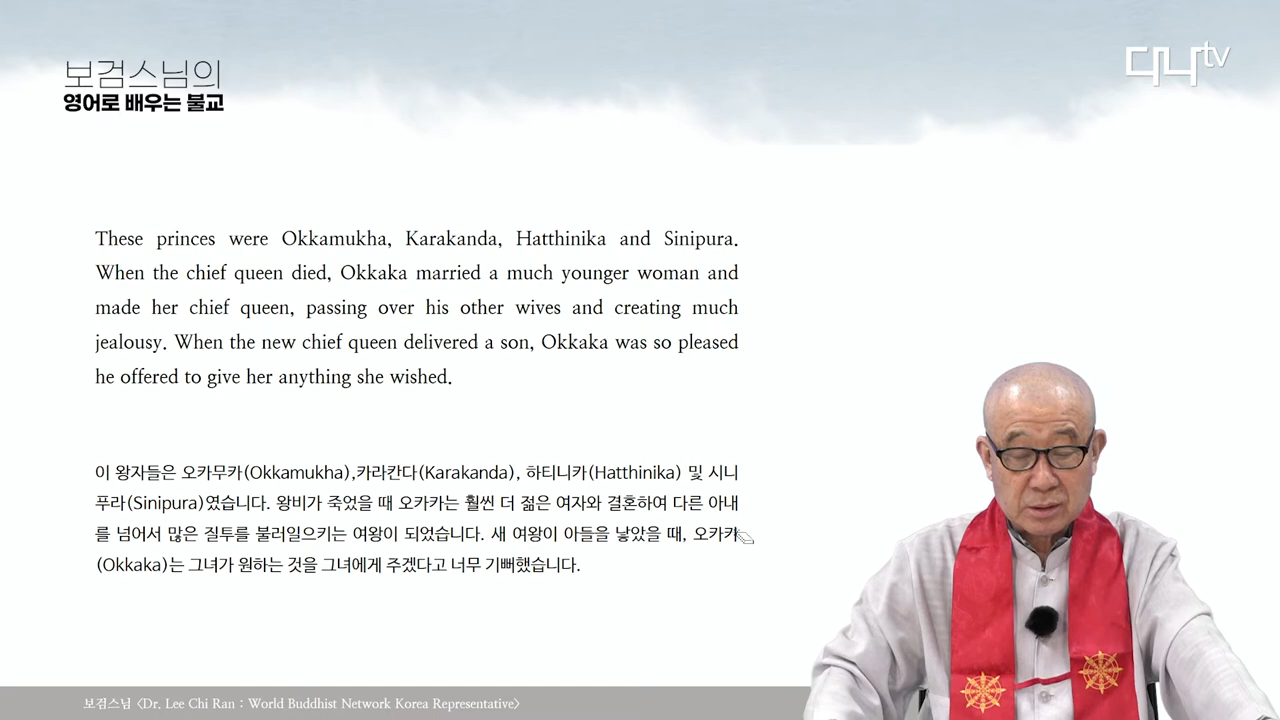 보검스님의
영어로 배우는 불교
다나tv
These princes were Okkamukha, Karakanda, Hatthinika and Sinipura.
When the chief queen died, Okkaka married a much younger woman and
made her chief queen, passing over his other wives and creating much
jealousy. When the new chief queen delivered a son, Okkaka was so pleased
he offered to give her anything she wished.
이 왕자들은 오카무카(Okkamukha),카라칸다(Karakanda), 하티니카(Hatthinika) 및 시니
푸라(Sinipura)였습니다. 왕비가 죽었을 때 오카카는 훨씬 더 젊은 여자와 결혼하여 다른 아내
를 넘어서 많은 질투를 불러일으키는 여왕이 되었습니다. 새 여왕이 아들을 낳았을 때, 오카카
(Okkaka)는 그녀가 원하는 것을 그녀에게 주겠다고 너무 기뻐했습니다.
보검스님 <Dr. Lee Chi Ran : World Buddhist Network Korea Representative>